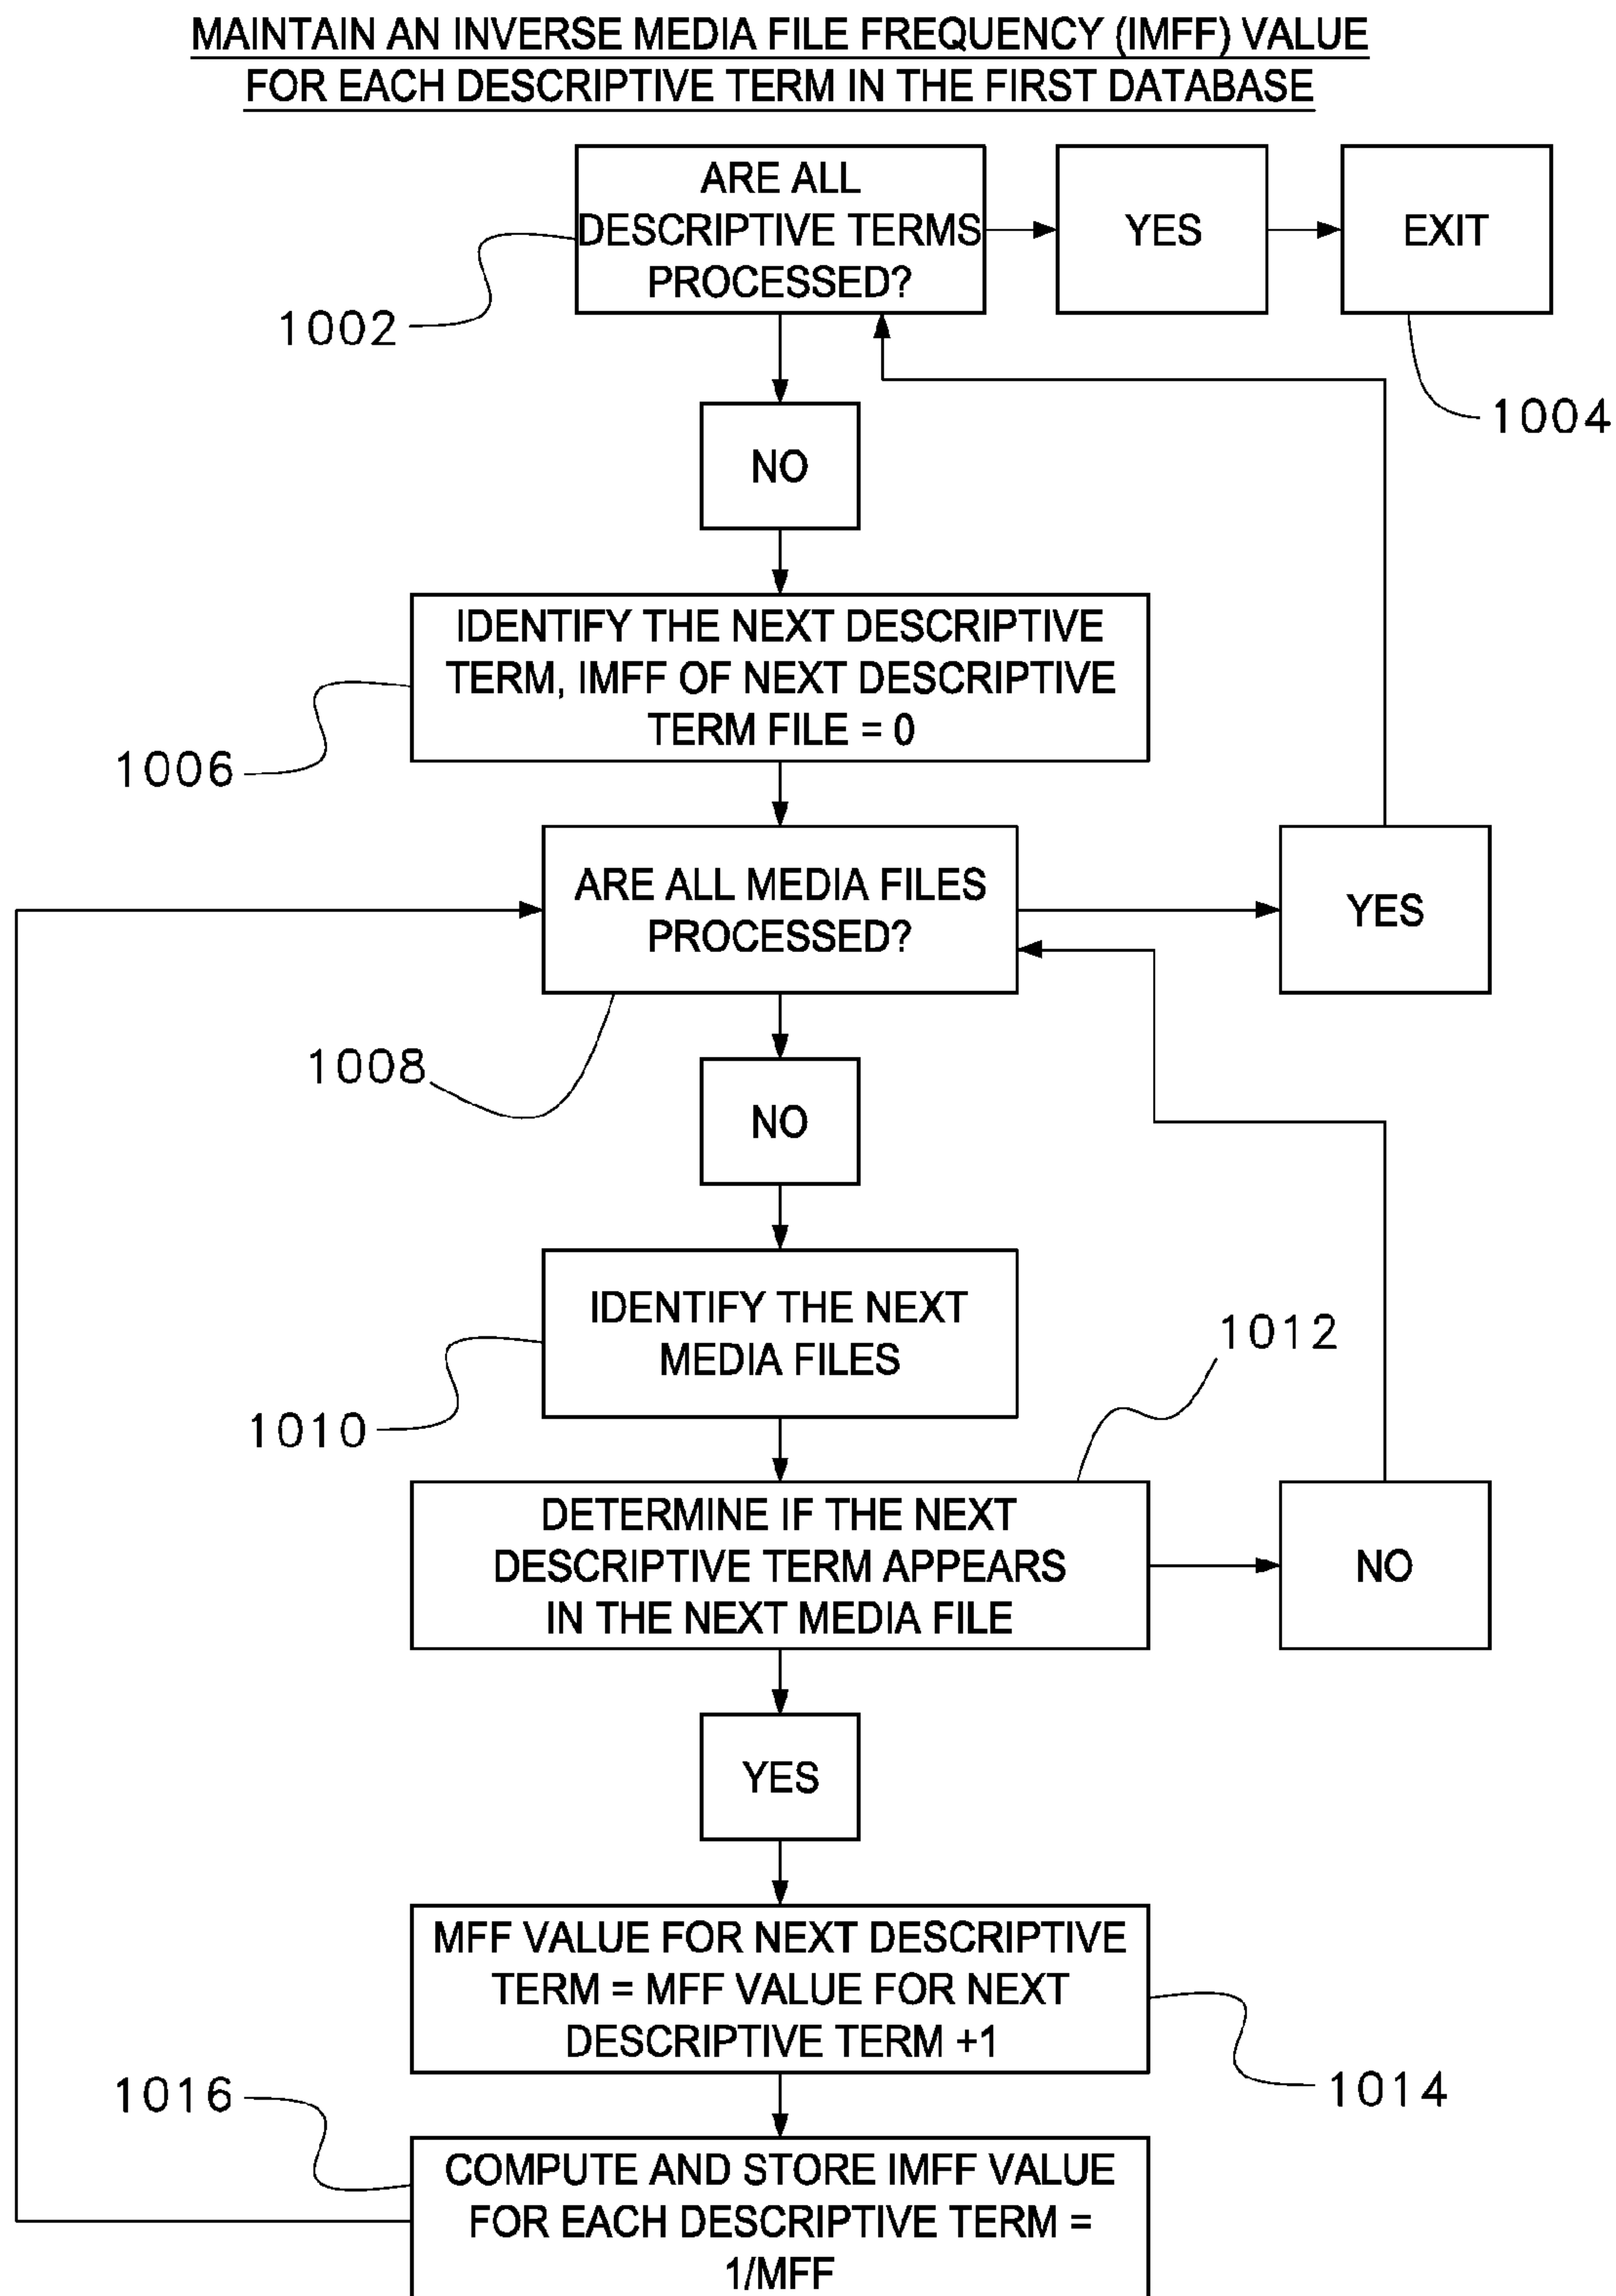 MAINTAIN AN INVERSE MEDIA FILE FREQUENCY (IMFF) VALUE
FOR EACH DESCRIPTIVE TERM IN THE FIRST DATABASE
ARE ALL
DESCRIPTIVE TERMS
PROCESSED?
YES
EXIT
1002
1004
NO
IDENTIFY THE NEXT DESCRIPTIVE
TERM, IMFF OF NEXT DESCRIPTIVE
TERM FILE = 0
1006
ARE ALL MEDIA FILES
PROCESSED?
YES
1008
NO
IDENTIFY THE NEXT
MEDIA FILES
1010
1012
DETERMINE IF THE NEXT
DESCRIPTIVE TERM APPEARS
IN THE NEXT MEDIA FILE
NO
YES
MFF VALUE FOR NEXT DESCRIPTIVE
TERM = MFF VALUE FOR NEXT
DESCRIPTIVE TERM +1
1014
1016
COMPUTE AND STORE IMFF VALUE
FOR EACH DESCRIPTIVE TERM =
1/MFF